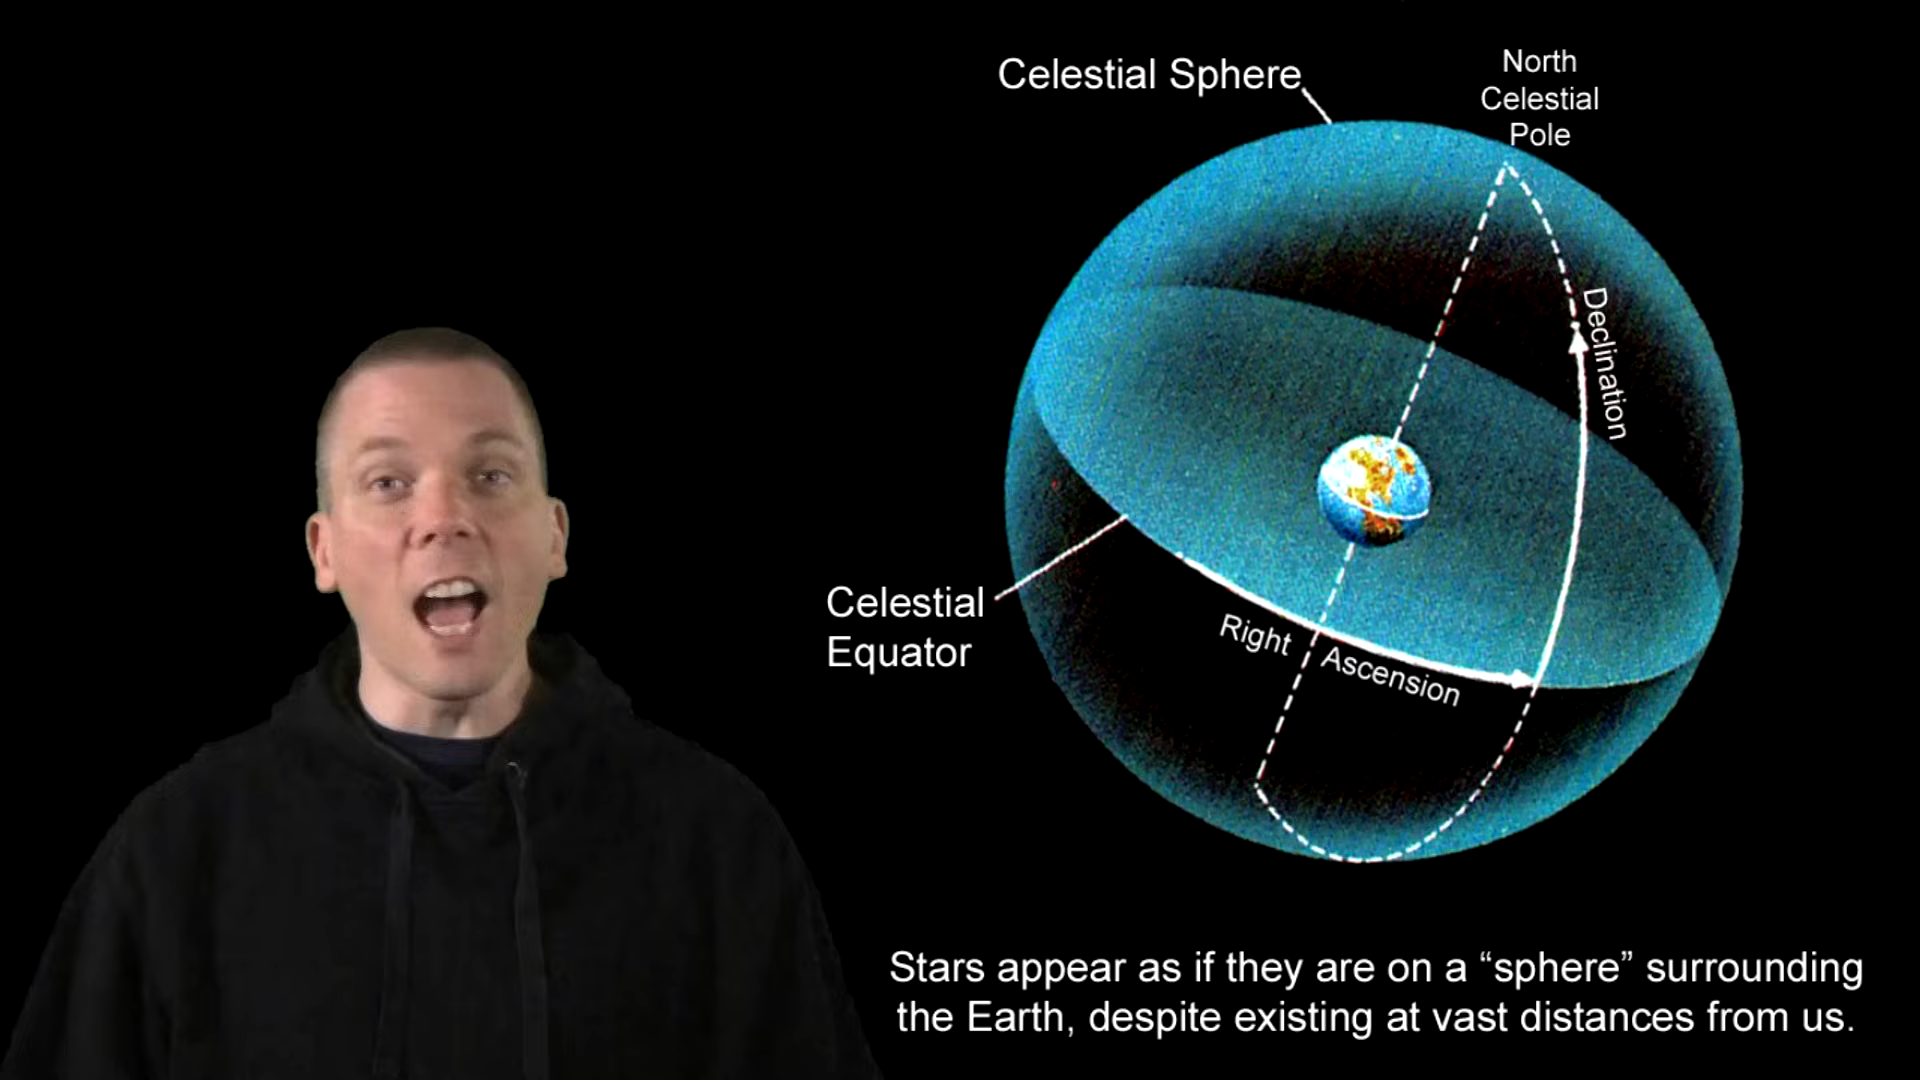 Celestial Sphere
North
Celestial
Pole
Declination
Celestial
Equator
Right Ascension
Stars appear as if they are on a “sphere” surrounding
the Earth, despite existing at vast distances from us.